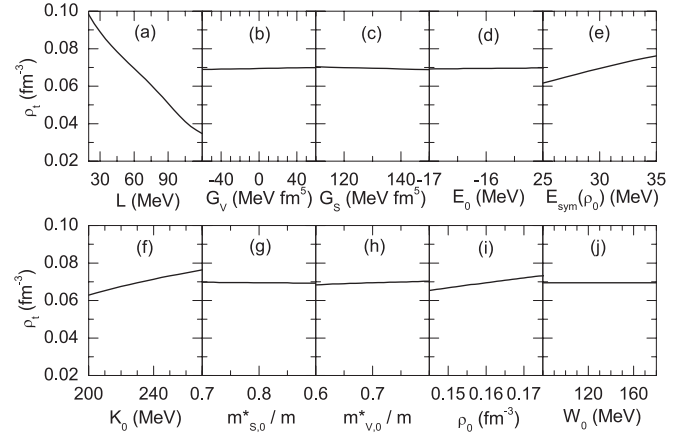 0.10
(a) (b) (c) (d) (e)
0.08
0.06
0.04
0.02
ρt (fm-3)
30 60 90 -40 0 40 120 140 -17 -16 25 30 35
L (MeV) GV (MeV fm5) GS (MeV fm5) E0 (MeV) Esym(ρ0) (MeV)
0.10
(f) (g) (h) (i) (j)
0.08
0.06
0.04
0.02
ρt (fm-3)
200 240 0.7 0.8 0.6 0.7 0.15 0.16 0.17 120 160
K0 (MeV) m*S,0 / m m*V,0 / m ρ0 (fm-3) W0 (MeV)